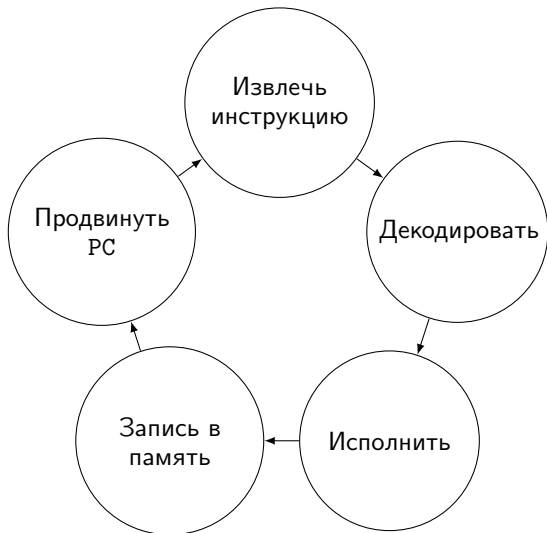 Извлечь
инструкцию
Декодировать
Исполнить
Запись в
память
Продвинуть
PC